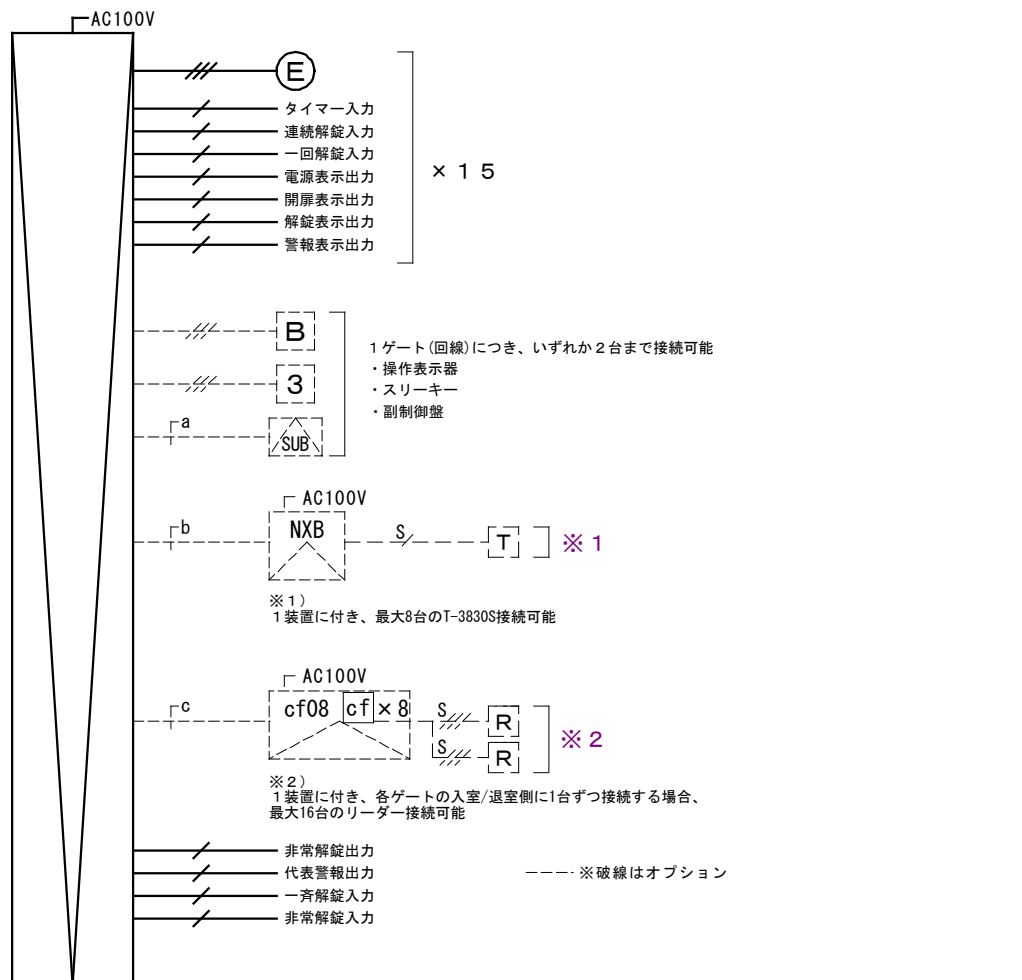 AC100V
E
タイマー入力
連続解錠入力
一回解錠入力
電源表示出力
開扉表示出力
解錠表示出力
警報表示出力
×１５
B
3
a
SUB
１ゲート(回線)につき、いずれか２台まで接続可能
・操作表示器
・スリーキー
・副制御盤
AC100V
b
NXB
S
T
※１
※１)
１装置に付き、最大8台のT-3830S接続可能
AC100V
c
cf08 cf ×8
S
R
S
R
※２
※２)
１装置に付き、各ゲートの入室/退室側に1台ずつ接続する場合、
最大16台のリーダー接続可能
非常解錠出力
代表警報出力
一斉解錠入力
非常解錠入力
※破線はオプション